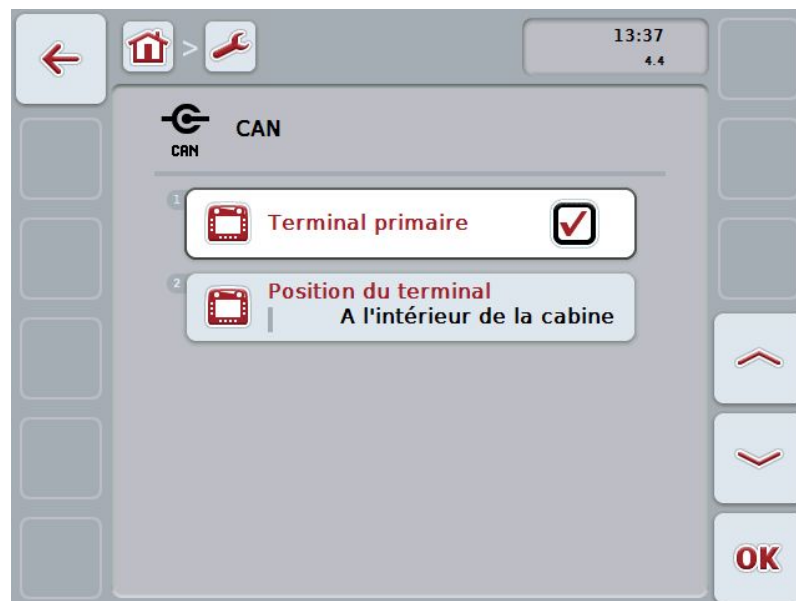 >
13:37
4.4
CAN
CAN
1
Terminal primaire
2
Position du terminal
A l'intérieur de la cabine
OK